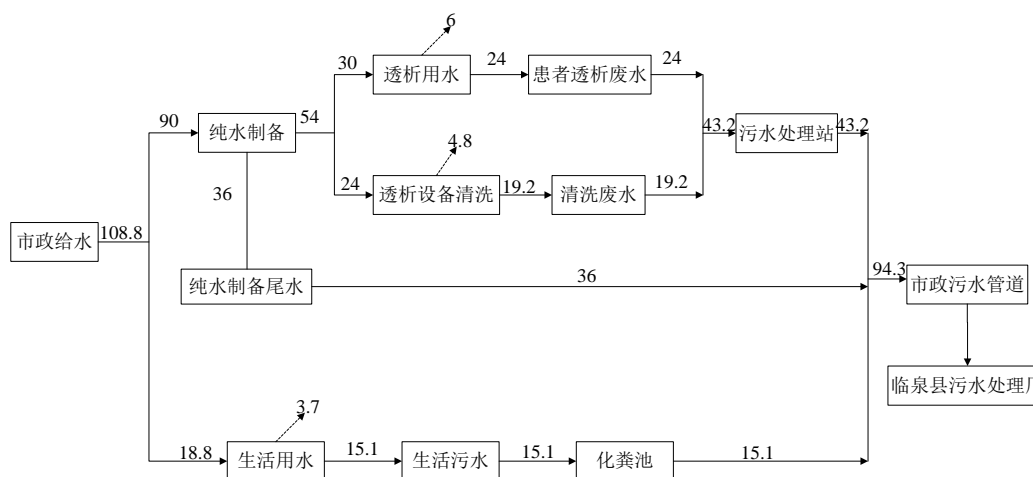 6
30
透析用水
24
患者透析废水
24
90
纯水制备
54
43.2
污水处理站
43.2
4.8
36
24
透析设备清洗
19.2
清洗废水
19.2
市政给水
108.8
纯水制备尾水
36
94.3
市政污水管道
临泉县污水处理厂
3.7
18.8
生活用水
15.1
生活污水
15.1
化粪池
15.1